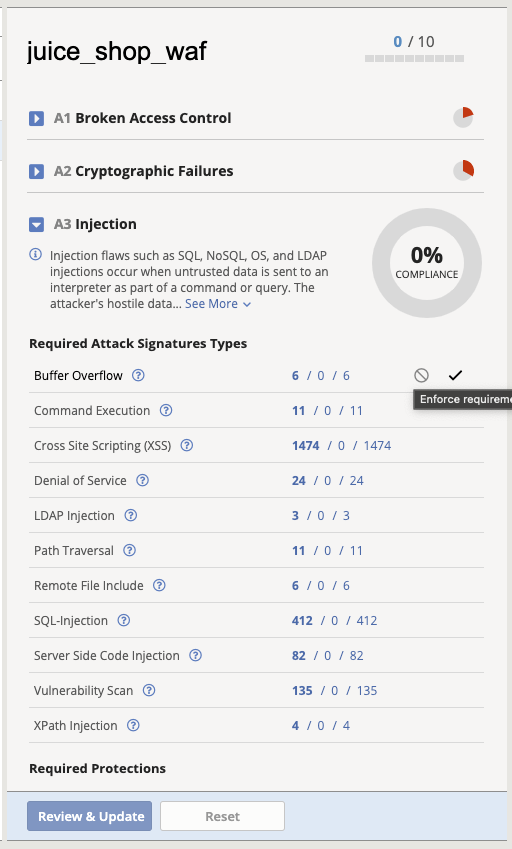 juice_shop_waf
0 / 10
A1 Broken Access Control
A2 Cryptographic Failures
A3 Injection
Injection flaws such as SQL, NoSQL, OS, and LDAP
injections occur when untrusted data is sent to an
interpreter as part of a command or query. The
attacker's hostile data... See More
0%
COMPLIANCE
Required Attack Signatures Types
Buffer Overflow ? 6 / 0 / 6
Enforce requireme
Command Execution ? 11 / 0 / 11
Cross Site Scripting (XSS) ? 1474 / 0 / 1474
Denial of Service ? 24 / 0 / 24
LDAP Injection ? 3 / 0 / 3
Path Traversal ? 11 / 0 / 11
Remote File Include ? 6 / 0 / 6
SQL-Injection ? 412 / 0 / 412
Server Side Code Injection ? 82 / 0 / 82
Vulnerability Scan ? 135 / 0 / 135
XPath Injection ? 4 / 0 / 4
Required Protections
Review & Update Reset